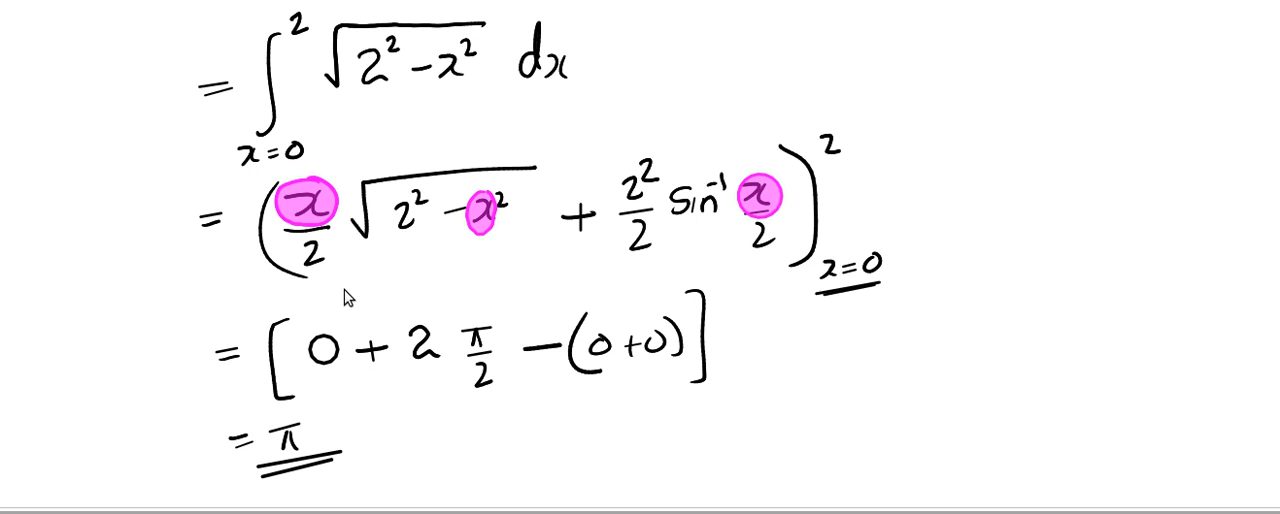 = ∫_{x=0}^{2} √(2² − x²) dx
= ( x/2 √(2² − x²) + 2²/2 Sin⁻¹ x/2 )_{x=0}^{2}
= [ 0 + 2 π/2 − (0 + 0) ]
= π